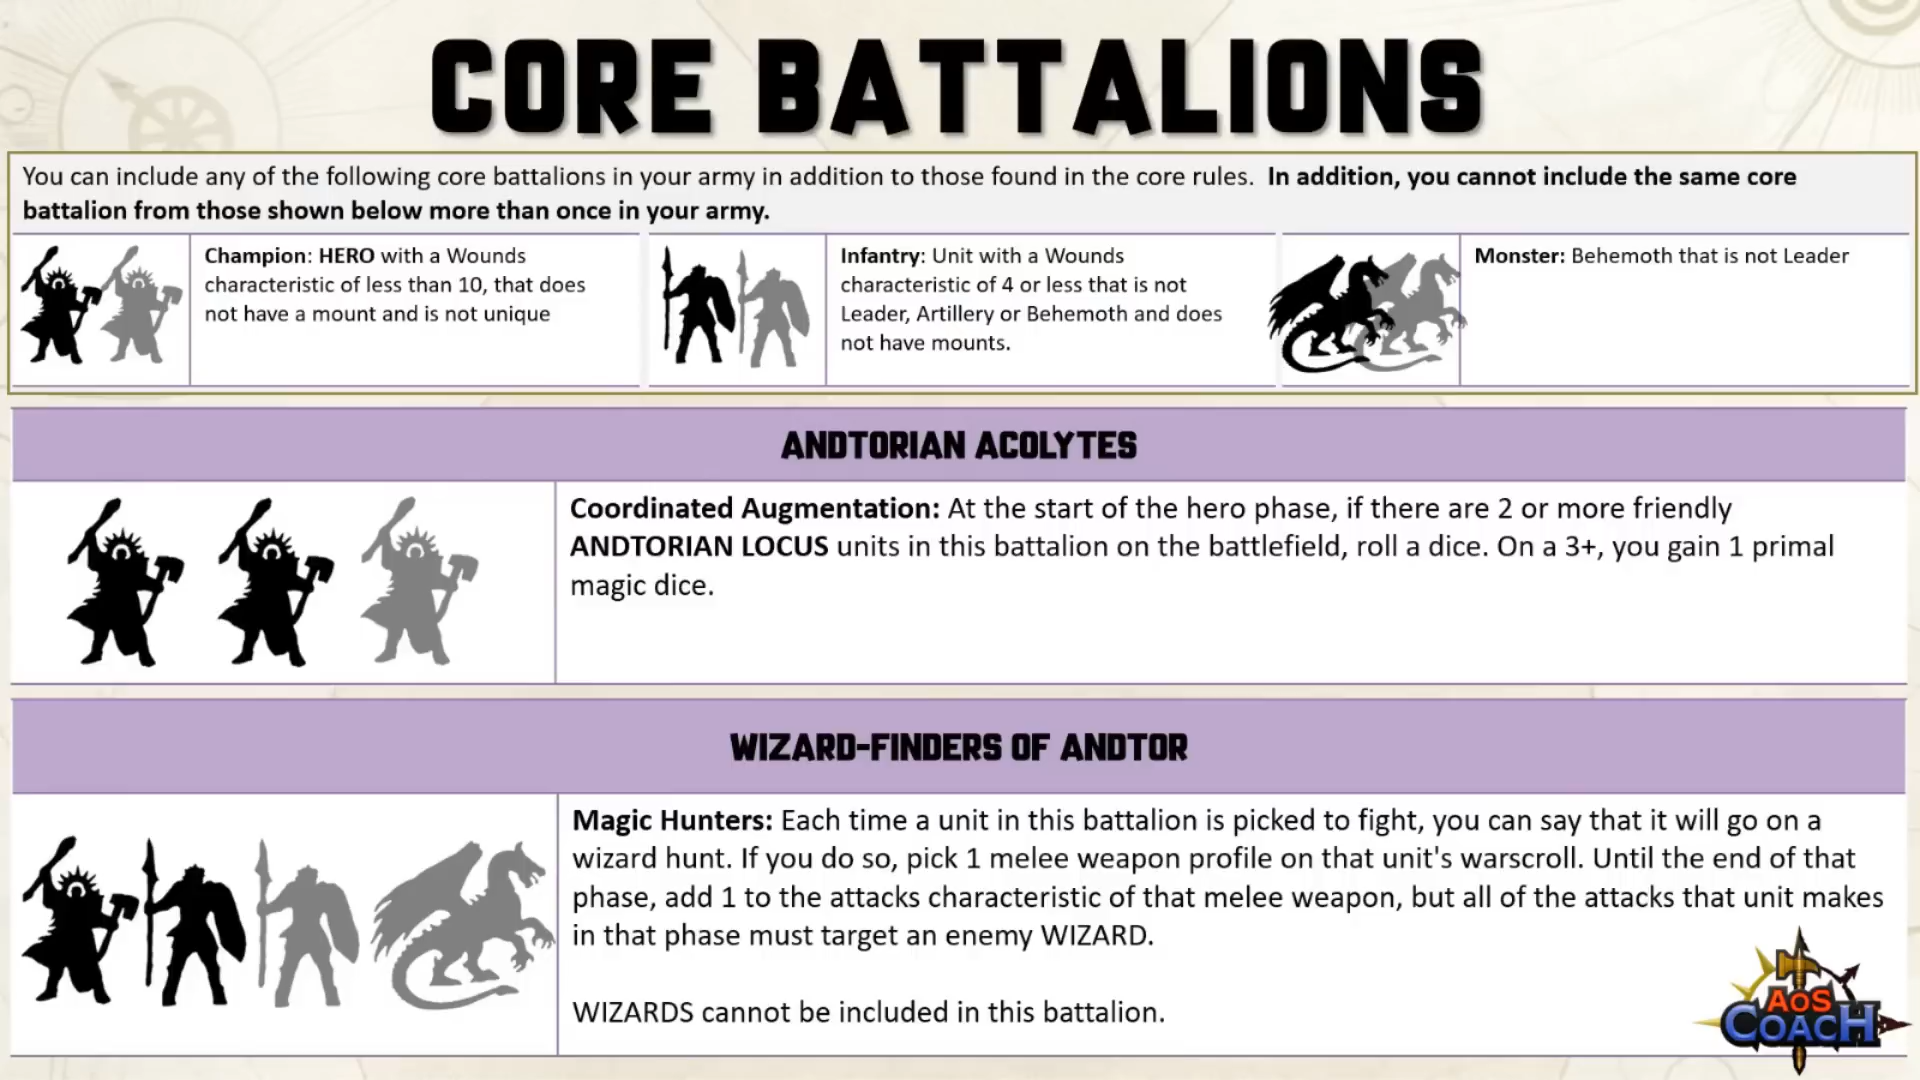 CORE BATTALIONS
You can include any of the following core battalions in your army in addition to those found in the core rules. In addition, you cannot include the same core
battalion from those shown below more than once in your army.
Champion: HERO with a Wounds
characteristic of less than 10, that does
not have a mount and is not unique
Infantry: Unit with a Wounds
characteristic of 4 or less that is not
Leader, Artillery or Behemoth and does
not have mounts.
Monster: Behemoth that is not Leader
ANDTORIAN ACOLYTES
Coordinated Augmentation: At the start of the hero phase, if there are 2 or more friendly
ANDTORIAN LOCUS units in this battalion on the battlefield, roll a dice. On a 3+, you gain 1 primal
magic dice.
WIZARD-FINDERS OF ANDTOR
Magic Hunters: Each time a unit in this battalion is picked to fight, you can say that it will go on a
wizard hunt. If you do so, pick 1 melee weapon profile on that unit's warscroll. Until the end of that
phase, add 1 to the attacks characteristic of that melee weapon, but all of the attacks that unit makes
in that phase must target an enemy WIZARD.
WIZARDS cannot be included in this battalion.
AoS
COACH